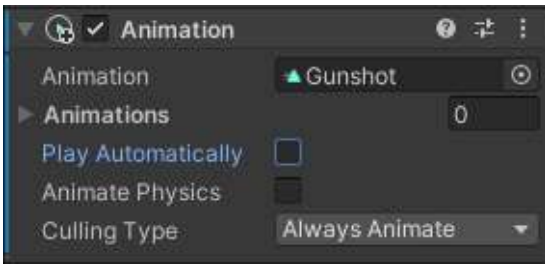 Animation
Animation Gunshot
Animations 0
Play Automatically
Animate Physics
Culling Type Always Animate